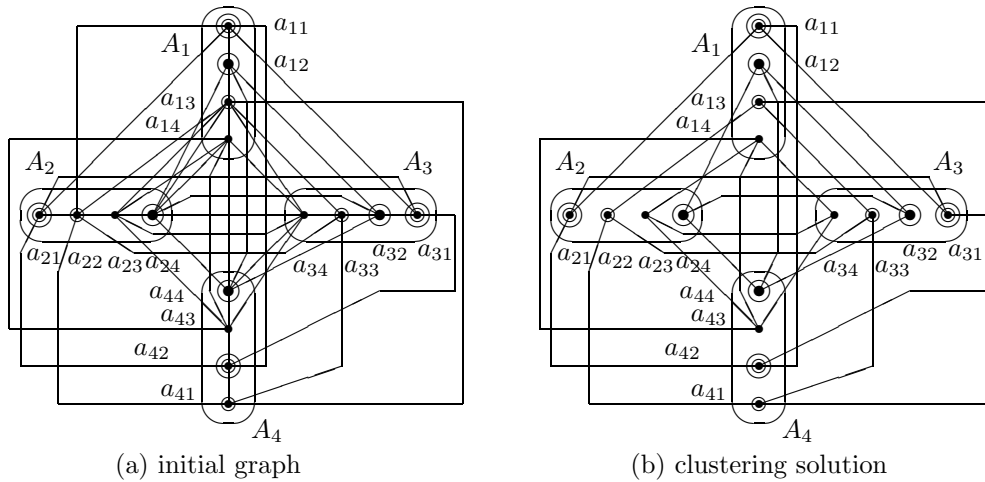 a11
A1
a12
a13
a14
A2
A3
a21
a22
a23
a24
a34
a33
a32
a31
a44
a43
a42
a41
A4
(a) initial graph
a11
A1
a12
a13
a14
A2
A3
a21
a22
a23
a24
a34
a33
a32
a31
a44
a43
a42
a41
A4
(b) clustering solution